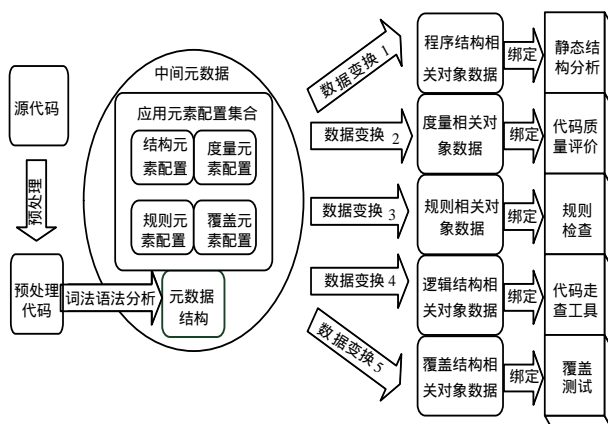 源代码
预处理
预处理
代码
词法语法分析
中间元数据
应用元素配置集合
结构元
素配置
度量元
素配置
规则元
素配置
覆盖元
素配置
元数据
结构
数据变换 1
程序结构相
关对象数据
绑定
静态结
构分析
数据变换 2
度量相关对
象数据
绑定
代码质
量评价
数据变换 3
规则相关对
象数据
绑定
规则
检查
数据变换 4
逻辑结构相
关对象数据
绑定
代码走
查工具
数据变换 5
覆盖结构相
关对象数据
绑定
覆盖
测试